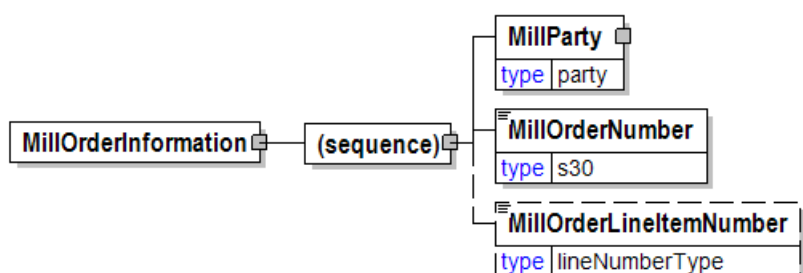 MillParty
type party
MillOrderInformation
(sequence)
MillOrderNumber
type s30
MillOrderLineItemNumber
type lineNumberType